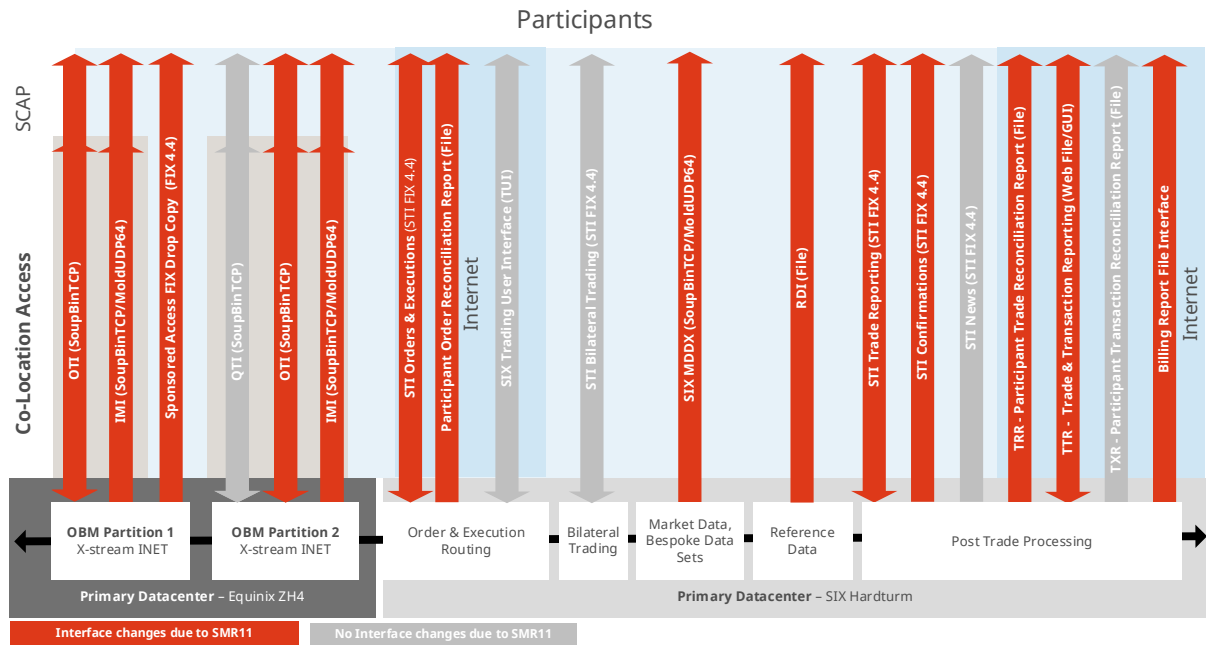 Participants
SCAP
Co-Location Access
OTI (SoupBinTCP)
IMI (SoupBinTCP/MoldUDP64)
Sponsored Access FIX Drop Copy (FIX 4.4)
QTI (SoupBinTCP)
OTI (SoupBinTCP)
IMI (SoupBinTCP/MoldUDP64)
STI Orders & Executions (STI FIX 4.4)
Participant Order Reconciliation Report (File)
Internet
SIX Trading User Interface (TUI)
STI Bilateral Trading (STI FIX 4.4)
SIX MDDX (SoupBinTCP/MoldUDP64)
RDI (File)
STI Trade Reporting (STI FIX 4.4)
STI Confirmations (STI FIX 4.4)
STI News (STI FIX 4.4)
TRR - Participant Trade Reconciliation Report (File)
TTR - Trade & Transaction Reporting (Web File/GUI)
TXR - Participant Transaction Reconciliation Report (File)
Billing Report File Interface
Internet
OBM Partition 1
X-stream INET
OBM Partition 2
X-stream INET
Order & Execution
Routing
Bilateral
Trading
Market Data,
Bespoke Data
Sets
Reference
Data
Post Trade Processing
Primary Datacenter – Equinix ZH4
Primary Datacenter – SIX Hardturm
Interface changes due to SMR11
No Interface changes due to SMR11